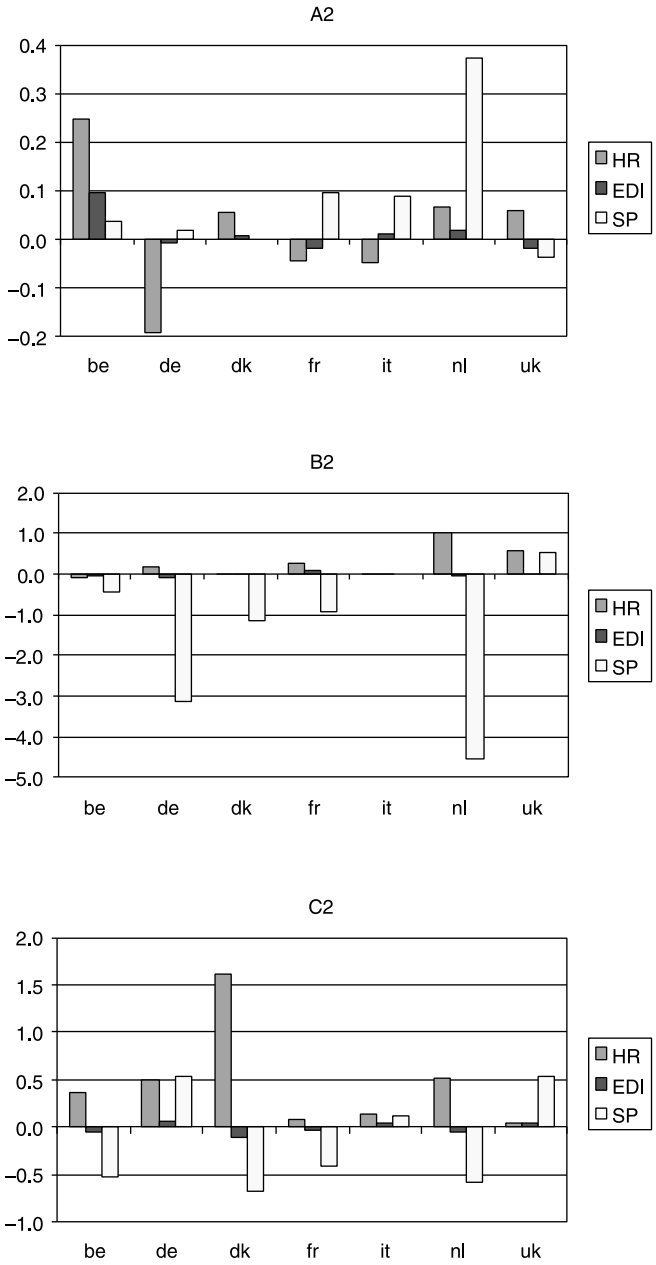 A2
0.4
0.3
0.2
0.1
0.0
–0.1
–0.2
be de dk fr it nl uk
HR
EDI
SP
B2
2.0
1.0
0.0
–1.0
–2.0
–3.0
–4.0
–5.0
be de dk fr it nl uk
HR
EDI
SP
C2
2.0
1.5
1.0
0.5
0.0
–0.5
–1.0
be de dk fr it nl uk
HR
EDI
SP